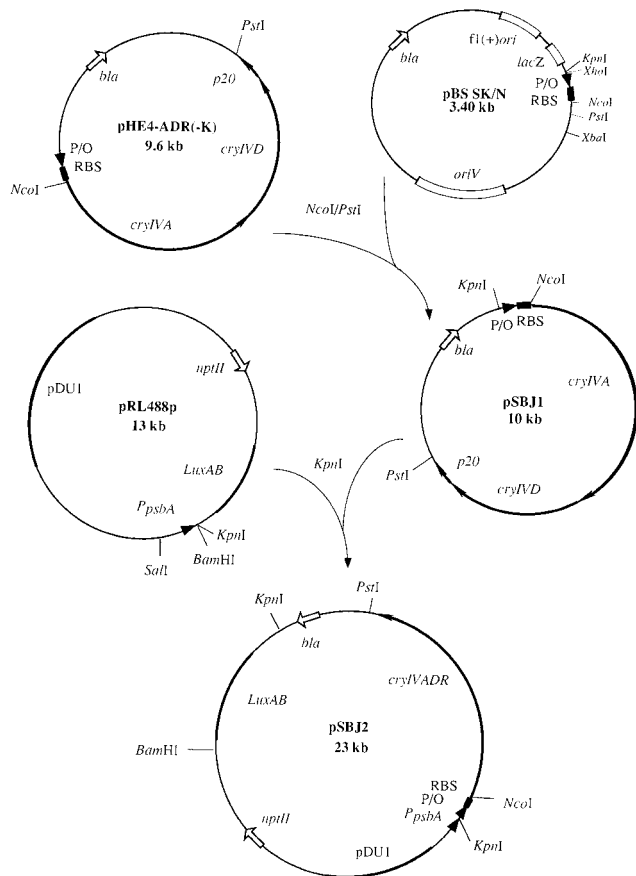 PstI
bla
p20
pHE4-ADR(-K)
9.6 kb
cryIVD
P/O
RBS
NcoI
cryIVA
f1(+)ori
lacZ
KpnI
XhoI
bla
P/O
RBS
pBS SK/N
3.40 kb
NcoI
PstI
XbaI
oriV
NcoI/PstI
KpnI
NcoI
P/O RBS
bla
cryIVA
pSBJ1
10 kb
p20
PstI
cryIVD
nptII
pDU1
pRL488p
13 kb
LuxAB
PpsbA
KpnI
BamHI
SalI
KpnI
KpnI
PstI
bla
cryIVADR
LuxAB
pSBJ2
23 kb
BamHI
RBS
P/O
PpsbA
NcoI
KpnI
nptII
pDU1